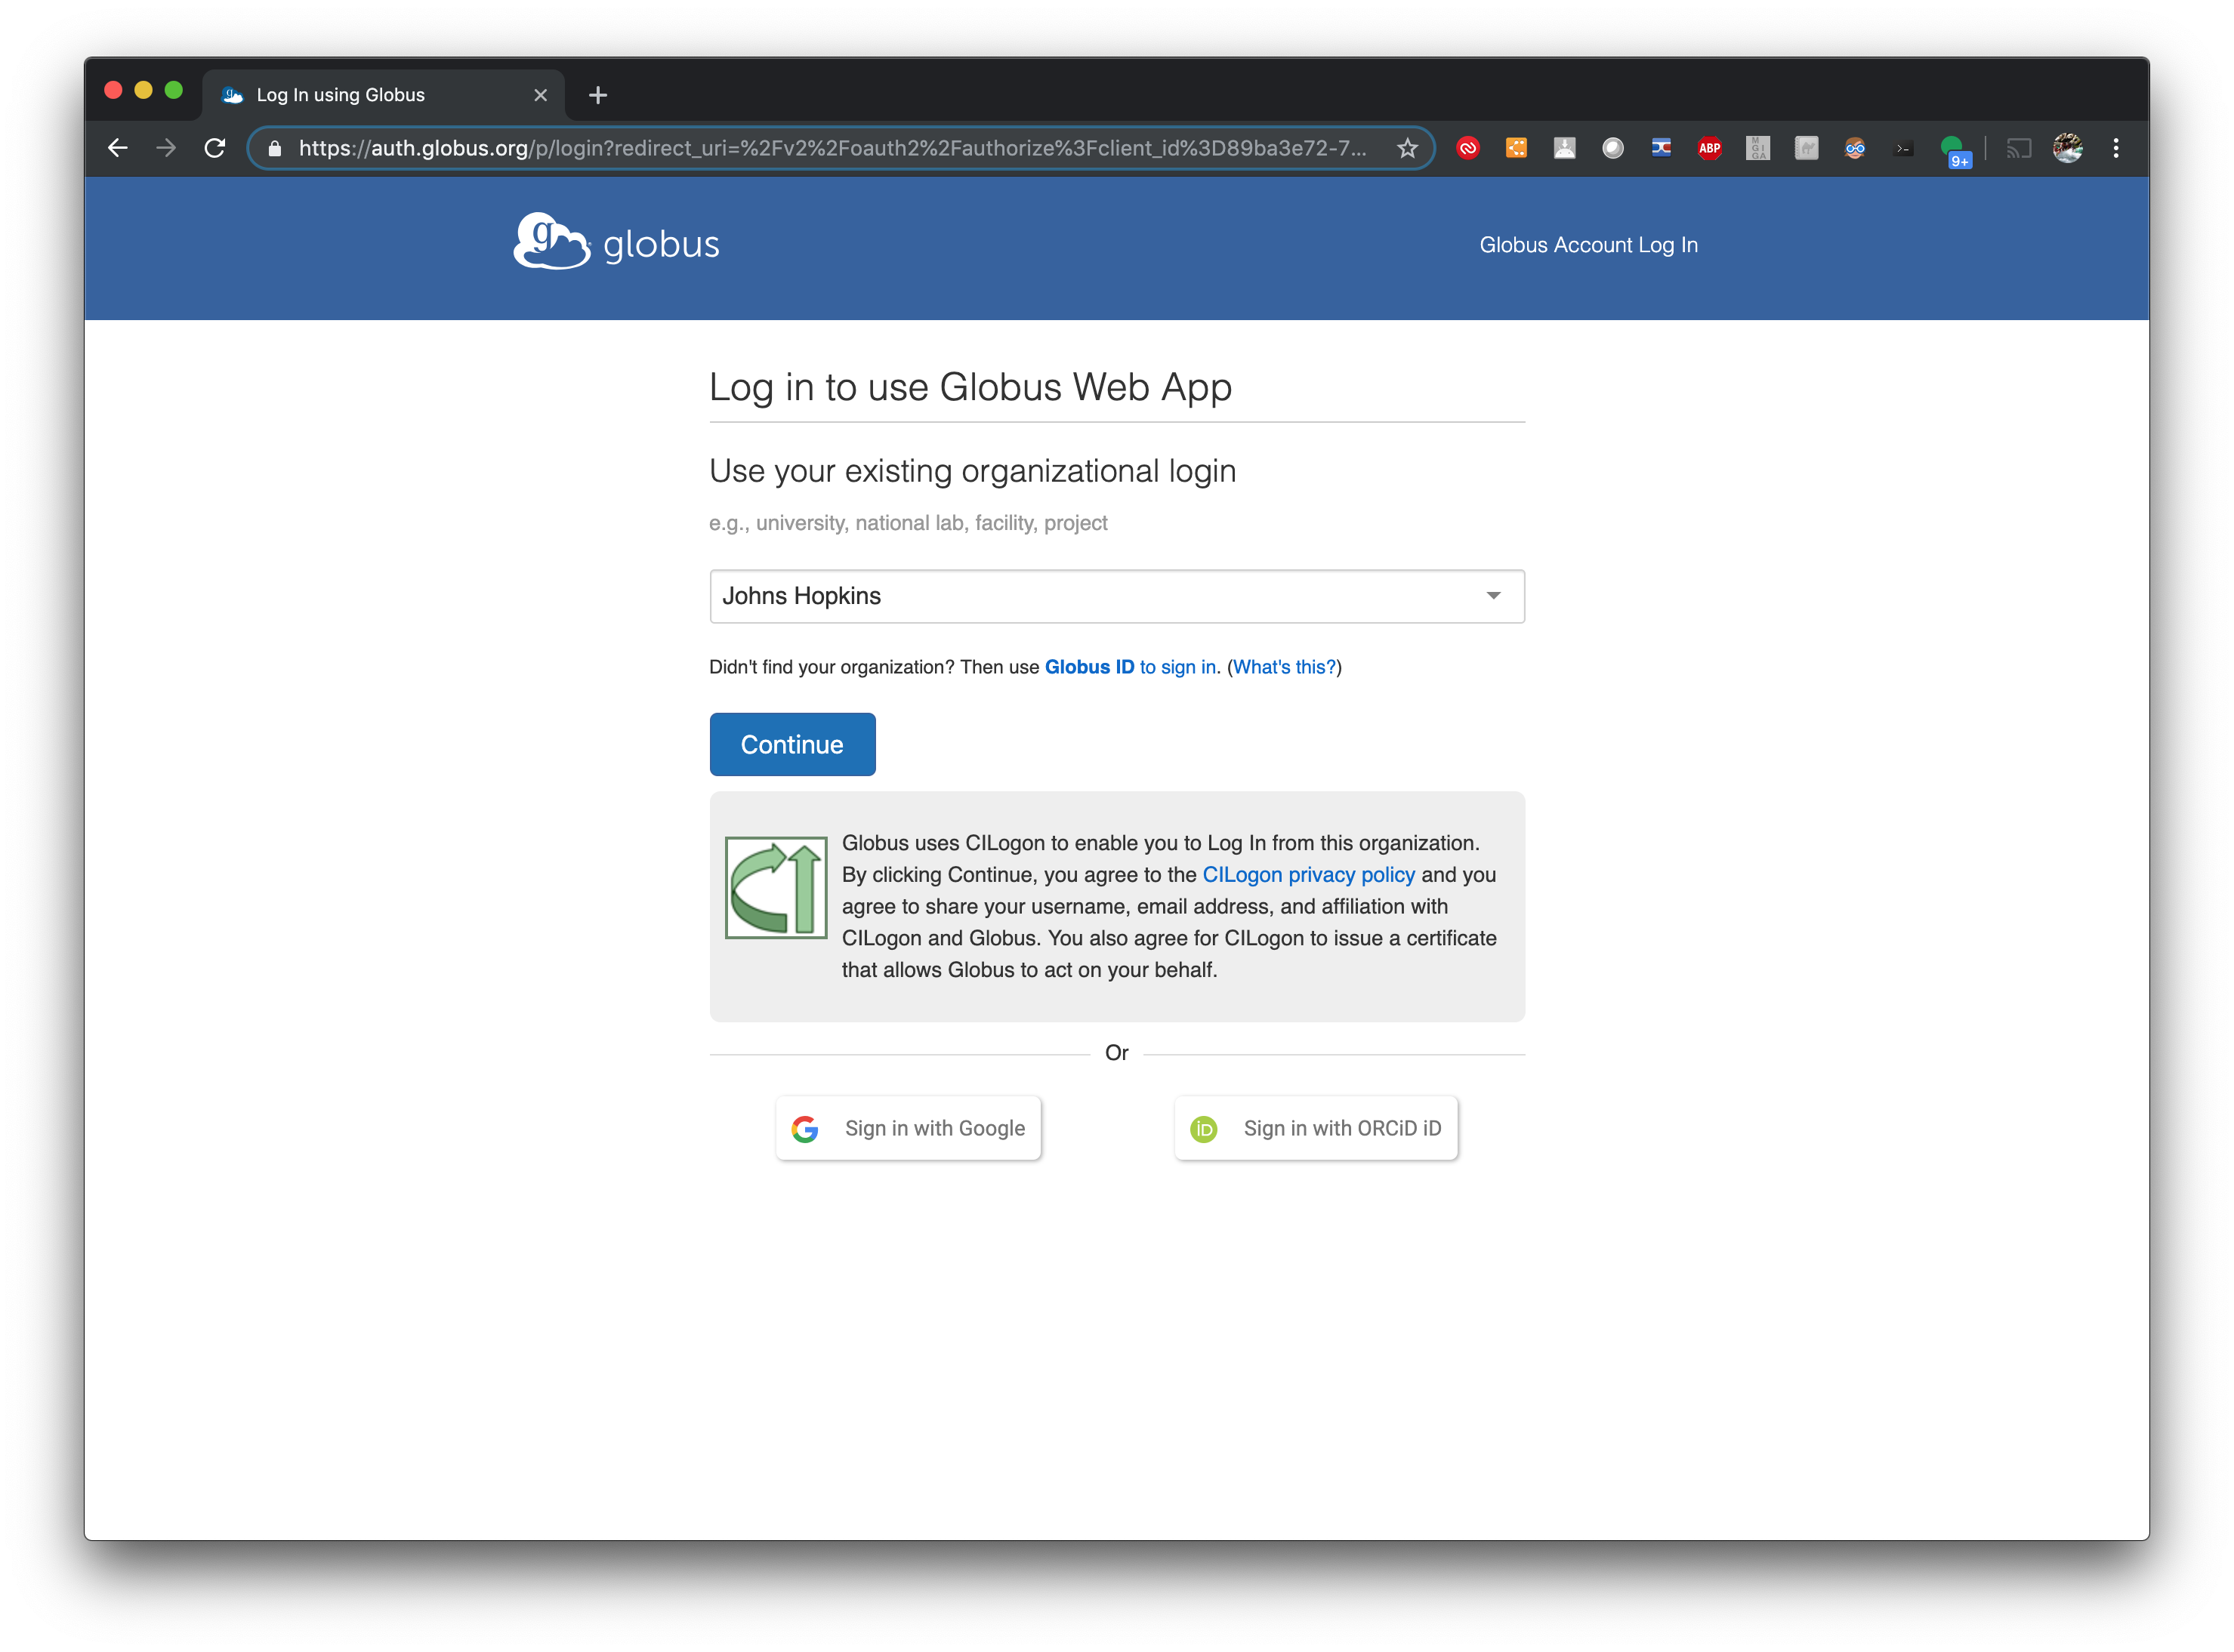 Log In using Globus
https://auth.globus.org/p/login?redirect_uri=%2Fv2%2Foauth2%2Fauthorize%3Fclient_id%3D89ba3e72-7...
ABP
M
G I
G A
9+
g globus
Globus Account Log In
Log in to use Globus Web App
Use your existing organizational login
e.g., university, national lab, facility, project
Johns Hopkins
Didn't find your organization? Then use Globus ID to sign in. (What's this?)
Continue
Globus uses CILogon to enable you to Log In from this organization.
By clicking Continue, you agree to the CILogon privacy policy and you
agree to share your username, email address, and affiliation with
CILogon and Globus. You also agree for CILogon to issue a certificate
that allows Globus to act on your behalf.
Or
Sign in with Google
iD Sign in with ORCiD iD